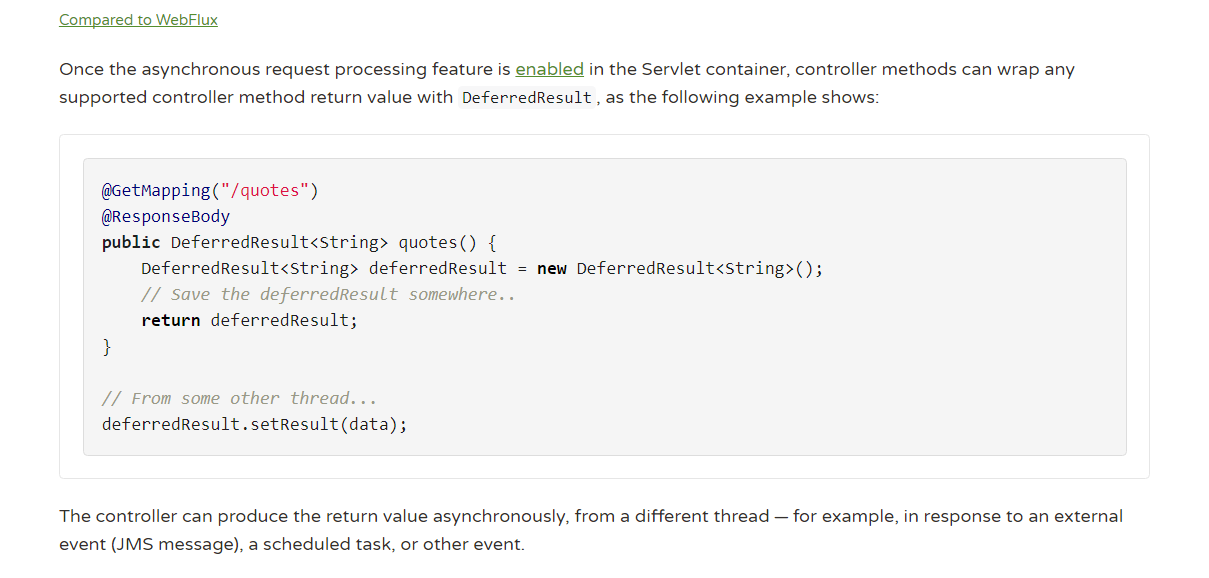 Compared to WebFlux
Once the asynchronous request processing feature is enabled in the Servlet container, controller methods can wrap any
supported controller method return value with DeferredResult, as the following example shows:
@GetMapping("/quotes")
@ResponseBody
public DeferredResult<String> quotes() {
    DeferredResult<String> deferredResult = new DeferredResult<String>();
    // Save the deferredResult somewhere..
    return deferredResult;
}
// From some other thread...
deferredResult.setResult(data);
The controller can produce the return value asynchronously, from a different thread — for example, in response to an external
event (JMS message), a scheduled task, or other event.